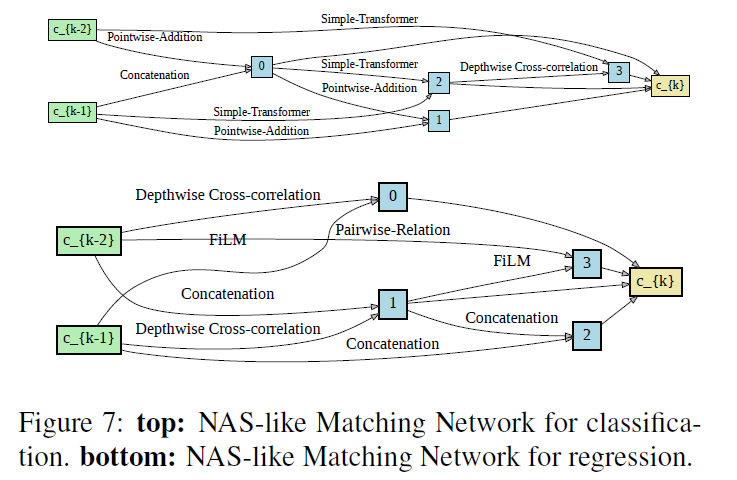 Simple-Transformer
c_{k-2}
Pointwise-Addition
0
Simple-Transformer
Depthwise Cross-correlation
3
Concatenation
2
c_{k}
Pointwise-Addition
c_{k-1}
Simple-Transformer
1
Pointwise-Addition
Depthwise Cross-correlation
0
c_{k-2}
FiLM
Pairwise-Relation
FiLM
3
c_{k}
Concatenation
1
Concatenation
c_{k-1}
Depthwise Cross-correlation
2
Concatenation
Figure 7: top: NAS-like Matching Network for classifica-
tion. bottom: NAS-like Matching Network for regression.